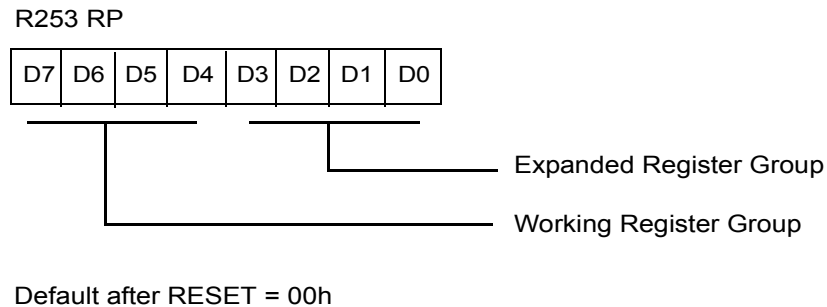 R253 RP
D7 D6 D5 D4 D3 D2 D1 D0
Expanded Register Group
Working Register Group
Default after RESET = 00h